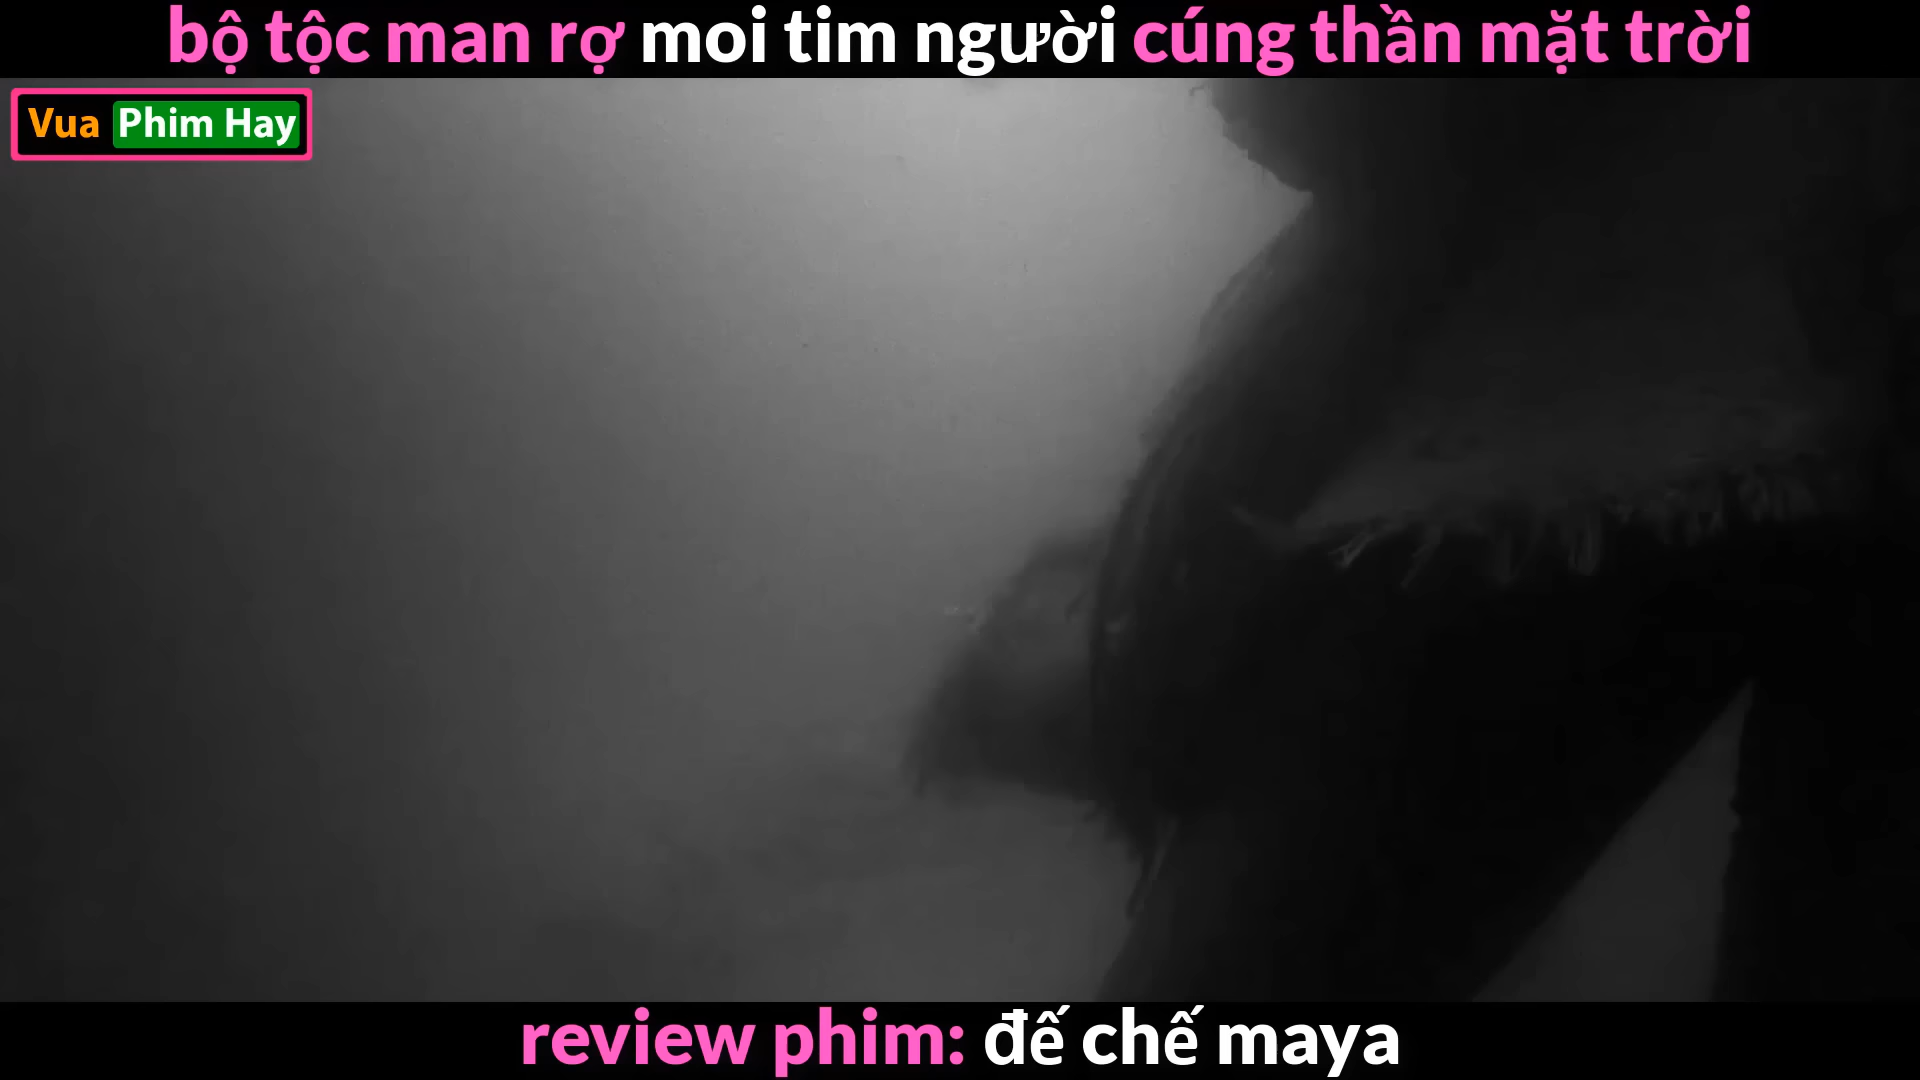 bộ tộc man rợ moi tim người cúng thần mặt trời
Vua Phim Hay
review phim: đế chế maya